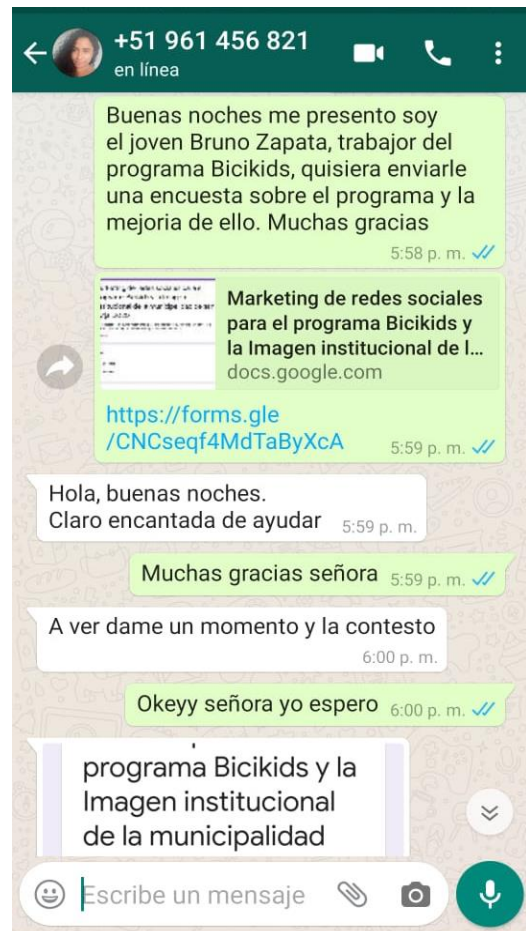 +51 961 456 821
en línea
Buenas noches me presento soy
el joven Bruno Zapata, trabajor del
programa Bicikids, quisiera enviarle
una encuesta sobre el programa y la
mejoria de ello. Muchas gracias
5:58 p. m.
Marketing de redes sociales
para el programa Bicikids y
la Imagen institucional de l...
docs.google.com
https://forms.gle
/CNCseqf4MdTaByXcA
5:59 p. m.
Hola, buenas noches.
Claro encantada de ayudar 5:59 p. m.
Muchas gracias señora 5:59 p. m.
A ver dame un momento y la contesto
6:00 p. m.
Okeyy señora yo espero 6:00 p. m.
programa Bicikids y la
Imagen institucional
de la municipalidad
Escribe un mensaje